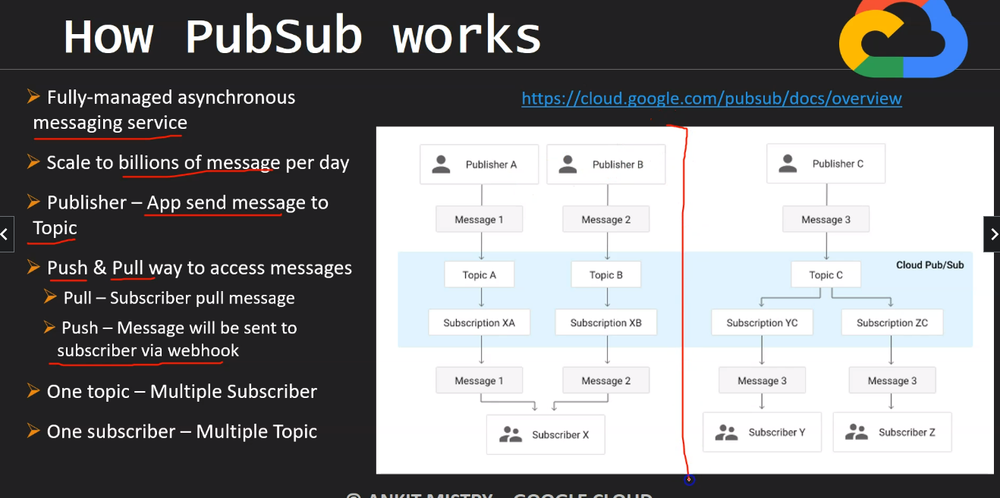 How PubSub works
Fully-managed asynchronous
messaging service
Scale to billions of message per day
Publisher – App send message to
Topic
Push & Pull way to access messages
Pull – Subscriber pull message
Push – Message will be sent to
subscriber via webhook
One topic – Multiple Subscriber
One subscriber – Multiple Topic
https://cloud.google.com/pubsub/docs/overview
Publisher A
Publisher B
Publisher C
Message 1
Message 2
Message 3
Cloud Pub/Sub
Topic A
Topic B
Topic C
Subscription XA
Subscription XB
Subscription YC
Subscription ZC
Message 1
Message 2
Message 3
Message 3
Subscriber X
Subscriber Y
Subscriber Z
© ANKIT MISTRY – GOOGLE CLOUD